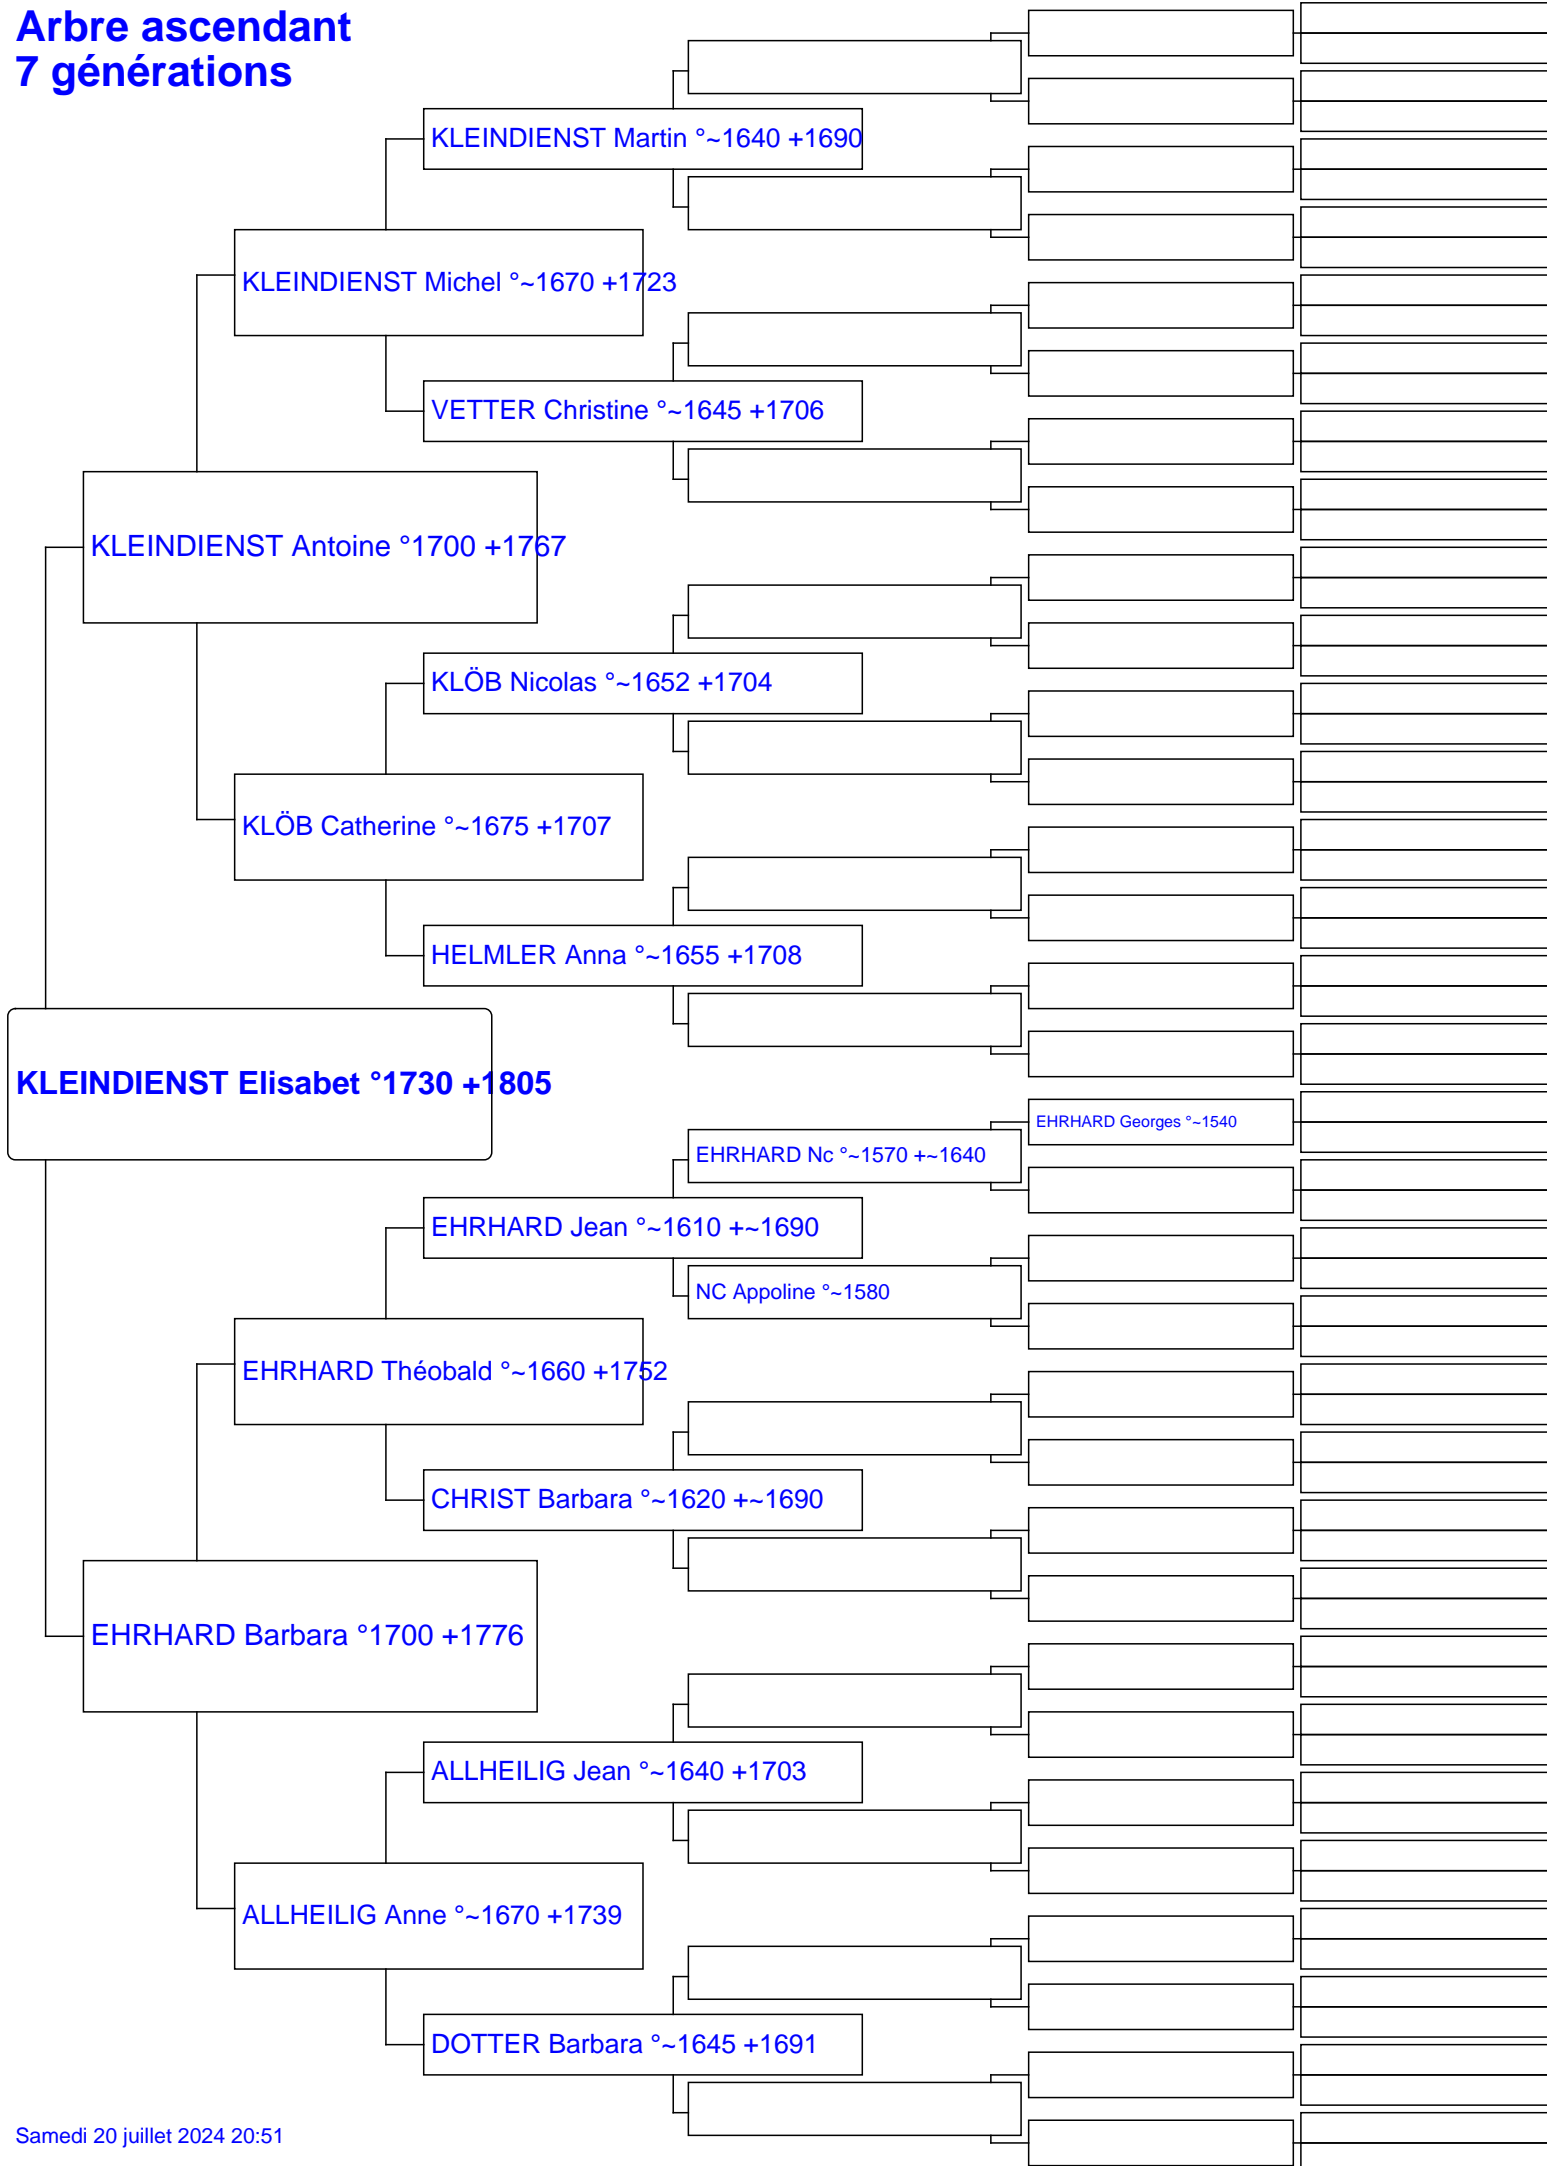 Arbre ascendant
7 générations
KLEINDIENST Martin °~1640 +1690
KLEINDIENST Michel °~1670 +1723
VETTER Christine °~1645 +1706
KLEINDIENST Antoine °1700 +1767
KLÖB Nicolas °~1652 +1704
KLÖB Catherine °~1675 +1707
HELMLER Anna °~1655 +1708
KLEINDIENST Elisabet °1730 +1805
EHRHARD Georges °~1540
EHRHARD Nc °~1570 +~1640
EHRHARD Jean °~1610 +~1690
NC Appoline °~1580
EHRHARD Théobald °~1660 +1752
CHRIST Barbara °~1620 +~1690
EHRHARD Barbara °1700 +1776
ALLHEILIG Jean °~1640 +1703
ALLHEILIG Anne °~1670 +1739
DOTTER Barbara °~1645 +1691
Samedi 20 juillet 2024 20:51